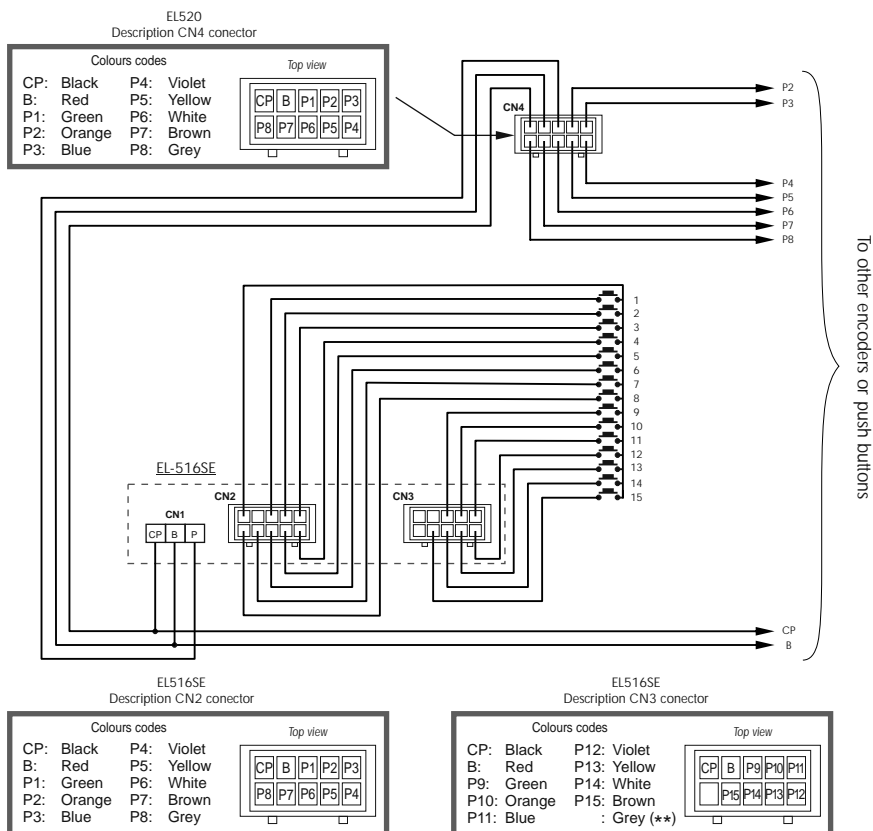 EL520
Description CN4 conector
Colours codes
CP: Black P4: Violet
B: Red P5: Yellow
P1: Green P6: White
P2: Orange P7: Brown
P3: Blue P8: Grey
Top view
CP B P1 P2 P3
P8 P7 P6 P5 P4
CN4
P2
P3
P4
P5
P6
P7
P8
To other encoders or push buttons
1
2
3
4
5
6
7
8
9
10
11
12
13
14
15
EL-516SE
CN1
CP B P
CN2
CN3
CP
B
EL516SE
Description CN2 conector
Colours codes
CP: Black P4: Violet
B: Red P5: Yellow
P1: Green P6: White
P2: Orange P7: Brown
P3: Blue P8: Grey
Top view
CP B P1 P2 P3
P8 P7 P6 P5 P4
EL516SE
Description CN3 conector
Colours codes
CP: Black P12: Violet
B: Red P13: Yellow
P9: Green P14: White
P10: Orange P15: Brown
P11: Blue : Grey (**)
Top view
CP B P9 P10 P11
P15 P14 P13 P12